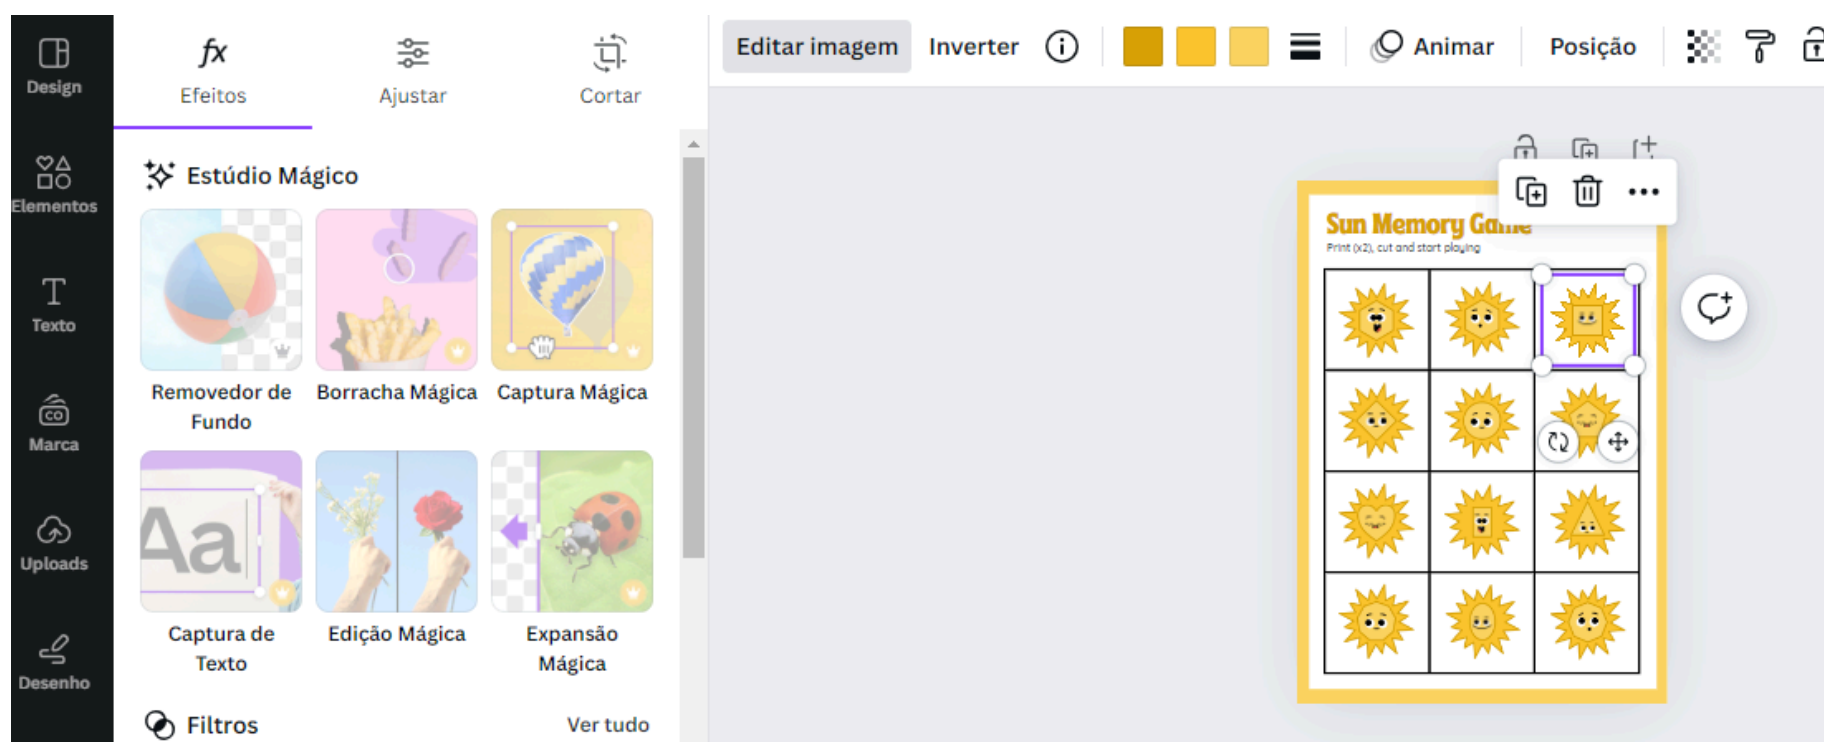 Design
Elementos
Texto
Marca
Uploads
Desenho
fx
Efeitos
Ajustar
Cortar
Estúdio Mágico
Removedor de
Fundo
Borracha Mágica
Captura Mágica
Aa
Captura de
Texto
Edição Mágica
Expansão
Mágica
Filtros
Ver tudo
Editar imagem
Inverter
Animar
Posição
Sun Memory Game
Print (x2), cut and start playing